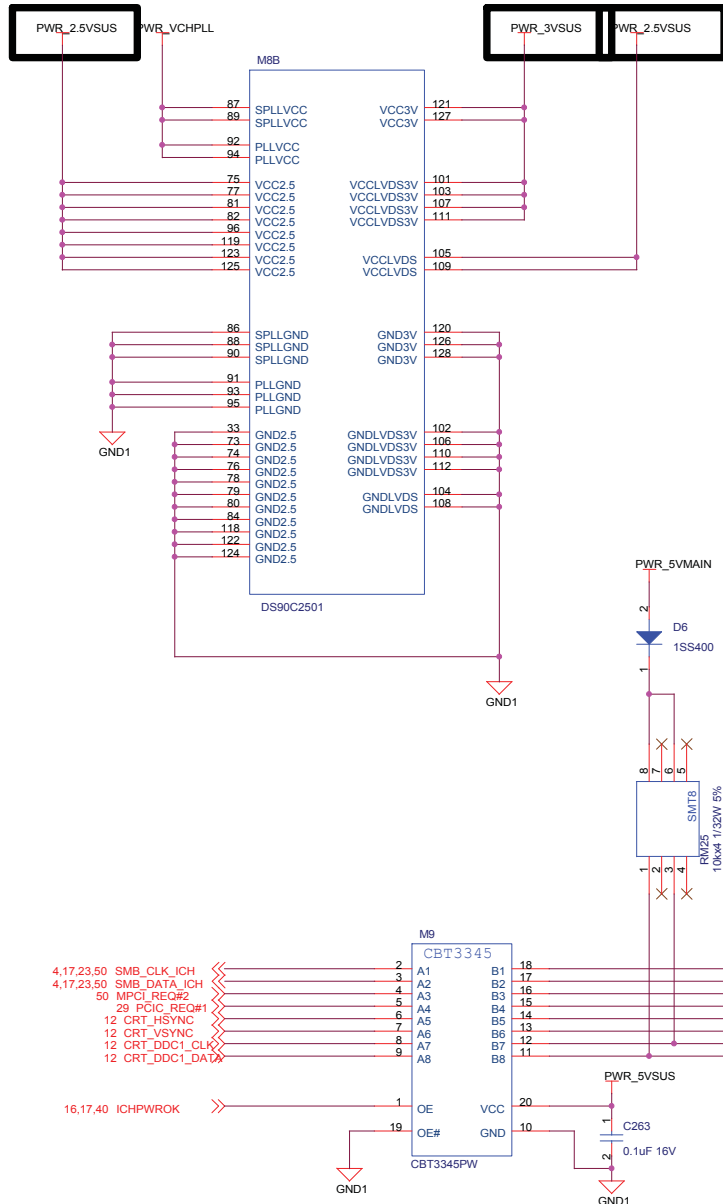 PWR_2.5VSUS PWR_VCHPLL PWR_3VSUS PWR_2.5VSUS
M8B
87 SPLLVCC VCC3V 121
89 SPLLVCC VCC3V 127
92 PLLVCC
94 PLLVCC
75 VCC2.5 VCCLVDS3V 101
77 VCC2.5 VCCLVDS3V 103
81 VCC2.5 VCCLVDS3V 107
82 VCC2.5 VCCLVDS3V 111
96 VCC2.5
119 VCC2.5
123 VCC2.5 VCCLVDS 105
125 VCC2.5 VCCLVDS 109
86 SPLLGND GND3V 120
88 SPLLGND GND3V 126
90 SPLLGND GND3V 128
91 PLLGND
93 PLLGND
95 PLLGND
33 GND2.5 GNDLVDS3V 102
73 GND2.5 GNDLVDS3V 106
74 GND2.5 GNDLVDS3V 110
76 GND2.5 GNDLVDS3V 112
78 GND2.5
79 GND2.5 GNDLVDS 104
80 GND2.5 GNDLVDS 108
84 GND2.5
118 GND2.5
122 GND2.5
124 GND2.5
GND1
DS90C2501
GND1
PWR_5VMAIN
2
D6
1SS400
1
8 7 6 5
SMT8
RM25
10kx4 1/32W 5%
1 2 3 4
M9
CBT3345
4,17,23,50 SMB_CLK_ICH 2 A1 B1 18
4,17,23,50 SMB_DATA_ICH 3 A2 B2 17
50 MPCI_REQ#2 4 A3 B3 16
29 PCIC_REQ#1 5 A4 B4 15
12 CRT_HSYNC 6 A5 B5 14
12 CRT_VSYNC 7 A6 B6 13
12 CRT_DDC1_CLK 8 A7 B7 12
12 CRT_DDC1_DATA 9 A8 B8 11
PWR_5VSUS
16,17,40 ICHPWROK 1 OE VCC 20
19 OE# GND 10
1
C263
0.1uF 16V
2
CBT3345PW
GND1
GND1